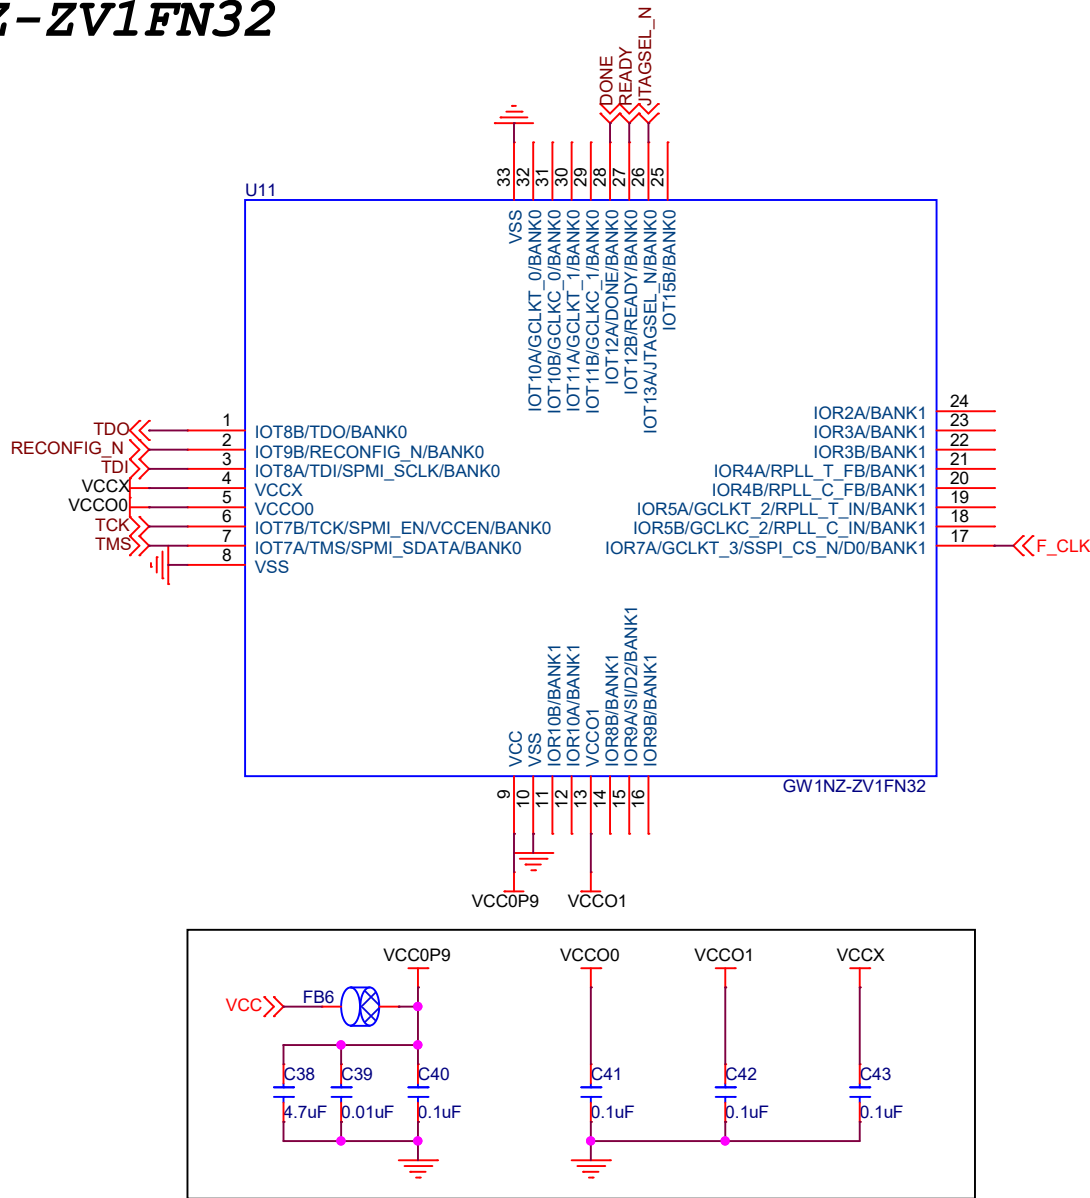 Z-ZV1FN32
DONE
READY
JTAGSEL_N
33
32
31
30
29
28
27
26
25
U11
VSS
IOT10A/GCLKT_0/BANK0
IOT10B/GCLKC_0/BANK0
IOT11A/GCLKT_1/BANK0
IOT11B/GCLKC_1/BANK0
IOT12A/DONE/BANK0
IOT12B/READY/BANK0
IOT13A/JTAGSEL_N/BANK0
IOT15B/BANK0
TDO 1 IOT8B/TDO/BANK0
RECONFIG_N 2 IOT9B/RECONFIG_N/BANK0
TDI 3 IOT8A/TDI/SPMI_SCLK/BANK0
VCCX 4 VCCX
VCCO0 5 VCCO0
TCK 6 IOT7B/TCK/SPMI_EN/VCCEN/BANK0
TMS 7 IOT7A/TMS/SPMI_SDATA/BANK0
8 VSS
IOR2A/BANK1 24
IOR3A/BANK1 23
IOR3B/BANK1 22
IOR4A/RPLL_T_FB/BANK1 21
IOR4B/RPLL_C_FB/BANK1 20
IOR5A/GCLKT_2/RPLL_T_IN/BANK1 19
IOR5B/GCLKC_2/RPLL_C_IN/BANK1 18
IOR7A/GCLKT_3/SSPI_CS_N/D0/BANK1 17 F_CLK
VCC
VSS
IOR10B/BANK1
IOR10A/BANK1
VCCO1
IOR8B/BANK1
IOR9A/SI/D2/BANK1
IOR9B/BANK1
GW1NZ-ZV1FN32
9
10
11
12
13
14
15
16
VCC0P9 VCCO1
VCC0P9 VCCO0 VCCO1 VCCX
VCC FB6
C38 C39 C40 C41 C42 C43
4.7uF 0.01uF 0.1uF 0.1uF 0.1uF 0.1uF